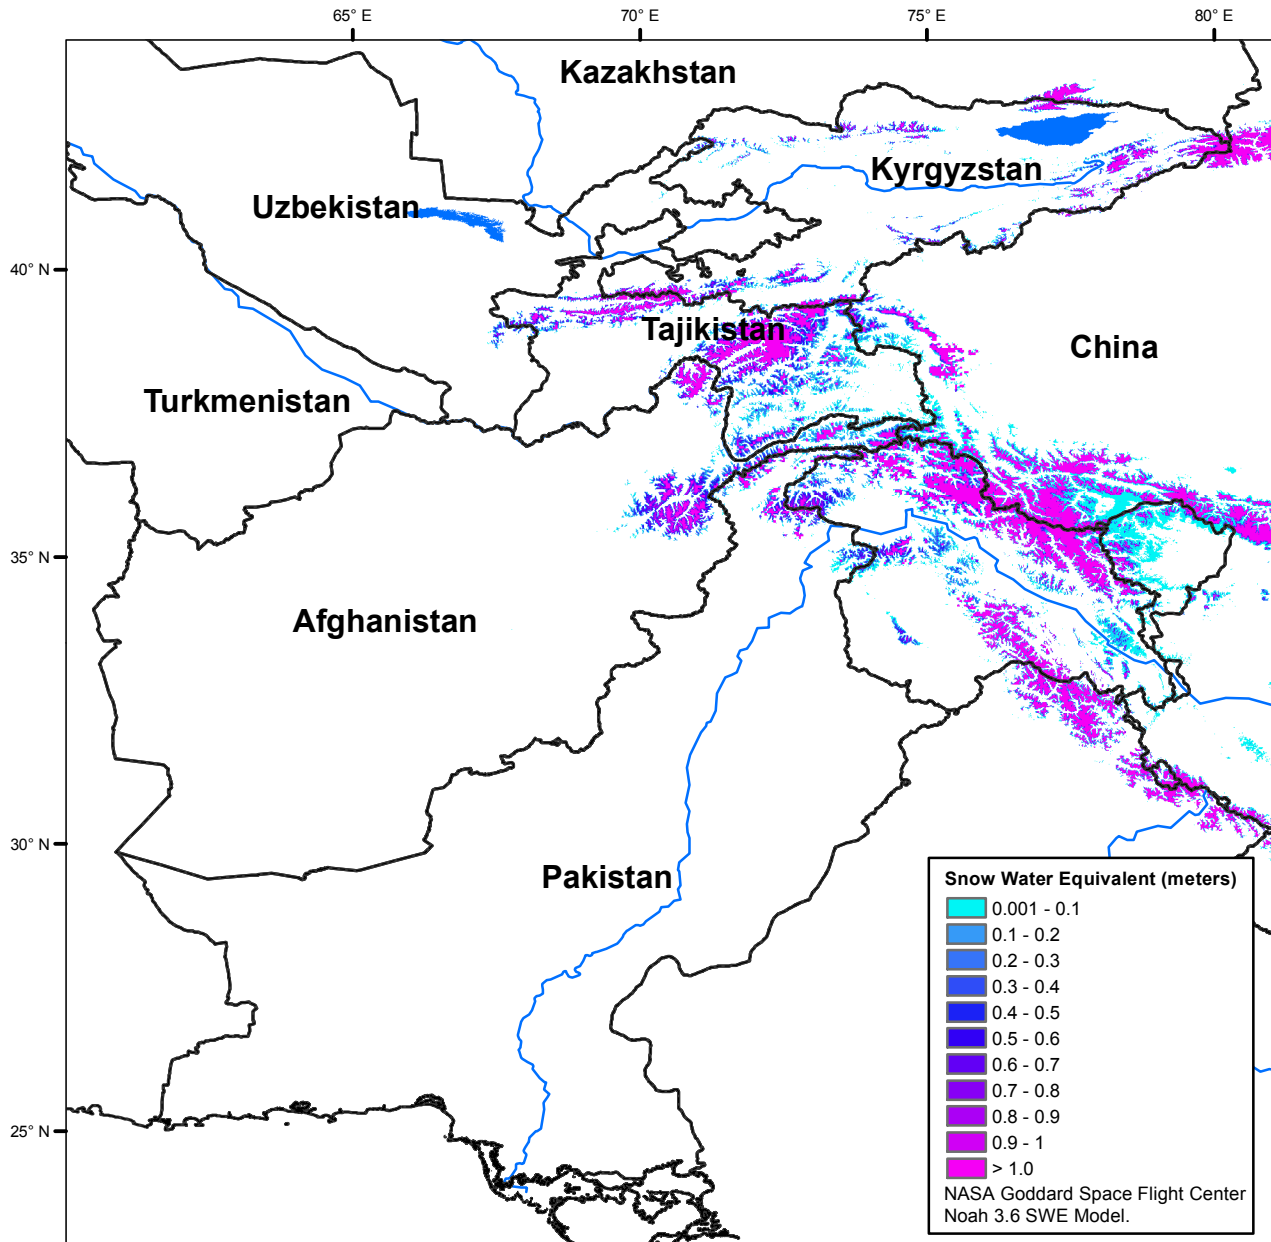 65° E
70° E
75° E
80° E
Kazakhstan
Kyrgyzstan
Uzbekistan
40° N
Tajikistan
China
Turkmenistan
35° N
Afghanistan
30° N
Pakistan
25° N
Snow Water Equivalent (meters)
0.001 - 0.1
0.1 - 0.2
0.2 - 0.3
0.3 - 0.4
0.4 - 0.5
0.5 - 0.6
0.6 - 0.7
0.7 - 0.8
0.8 - 0.9
0.9 - 1
> 1.0
NASA Goddard Space Flight Center
Noah 3.6 SWE Model.